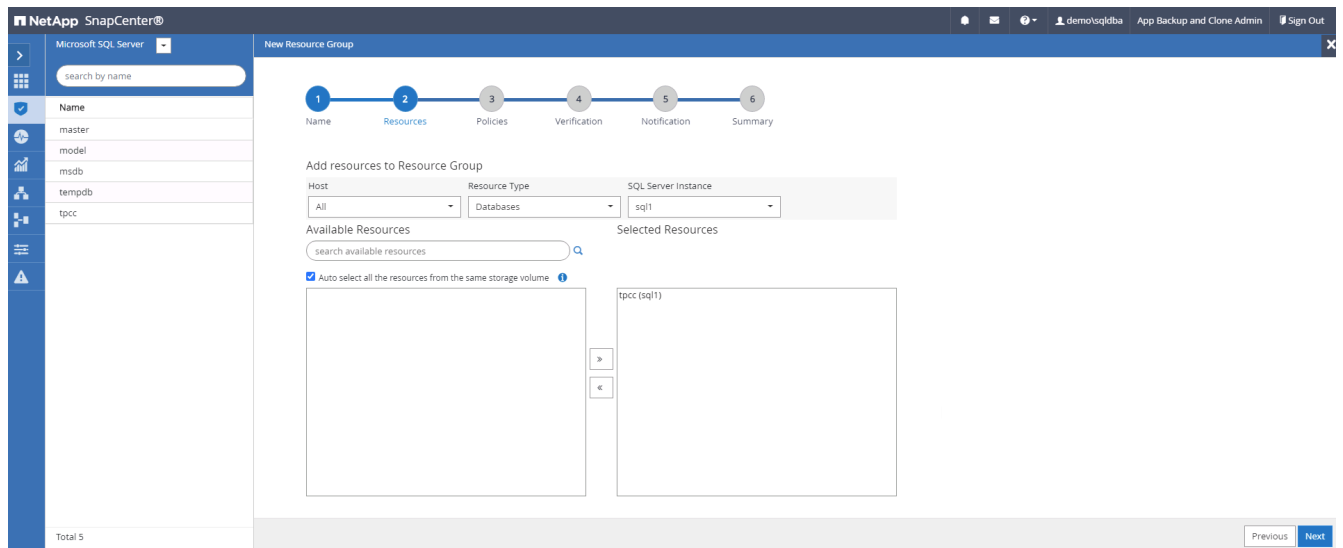 NetApp SnapCenter®
demo\sqldba App Backup and Clone Admin Sign Out
Microsoft SQL Server
search by name
Name
master
model
msdb
tempdb
tpcc
Total 5
New Resource Group
1 2 3 4 5 6
Name Resources Policies Verification Notification Summary
Add resources to Resource Group
Host Resource Type SQL Server Instance
All Databases sql1
Available Resources Selected Resources
search available resources
Auto select all the resources from the same storage volume
tpcc (sql1)
»
«
Previous Next